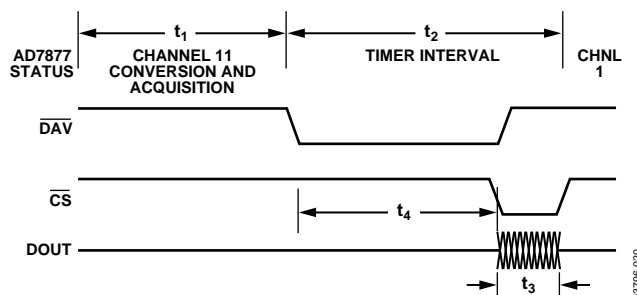 t1
t2
AD7877
STATUS
CHANNEL 11
CONVERSION AND
ACQUISITION
TIMER INTERVAL
CHNL
1
DAV
CS
t4
DOUT
t3